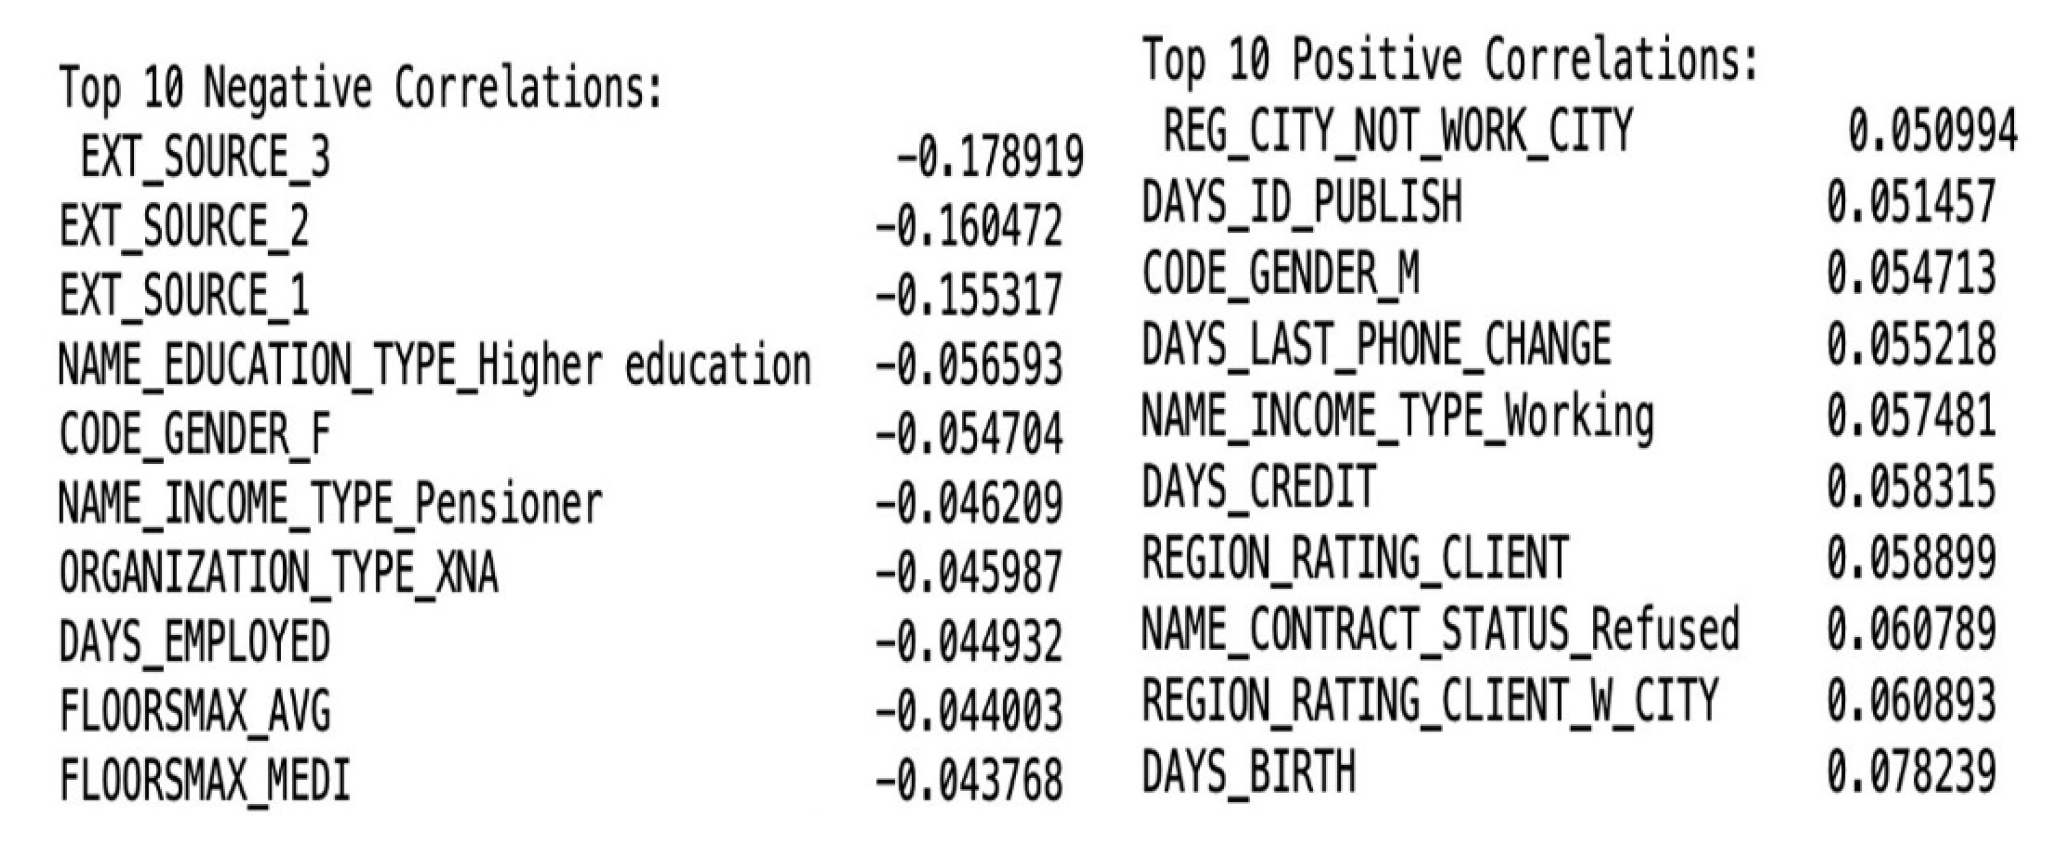 Top 10 Negative Correlations:
EXT_SOURCE_3 -0.178919
EXT_SOURCE_2 -0.160472
EXT_SOURCE_1 -0.155317
NAME_EDUCATION_TYPE_Higher education -0.056593
CODE_GENDER_F -0.054704
NAME_INCOME_TYPE_Pensioner -0.046209
ORGANIZATION_TYPE_XNA -0.045987
DAYS_EMPLOYED -0.044932
FLOORSMAX_AVG -0.044003
FLOORSMAX_MEDI -0.043768
Top 10 Positive Correlations:
REG_CITY_NOT_WORK_CITY 0.050994
DAYS_ID_PUBLISH 0.051457
CODE_GENDER_M 0.054713
DAYS_LAST_PHONE_CHANGE 0.055218
NAME_INCOME_TYPE_Working 0.057481
DAYS_CREDIT 0.058315
REGION_RATING_CLIENT 0.058899
NAME_CONTRACT_STATUS_Refused 0.060789
REGION_RATING_CLIENT_W_CITY 0.060893
DAYS_BIRTH 0.078239